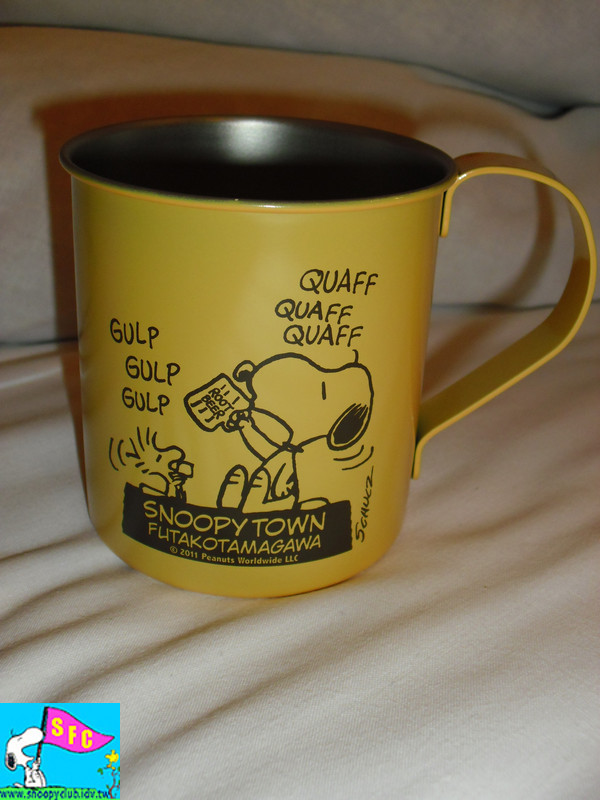 QUAFF
QUAFF
QUAFF
GULP
GULP
GULP
ROOT
BEER
SCHULZ
SNOOPY TOWN
FUTAKOTAMAGAWA
© 2011 Peanuts Worldwide LLC
SFC
www.snoopyclub.idv.tw